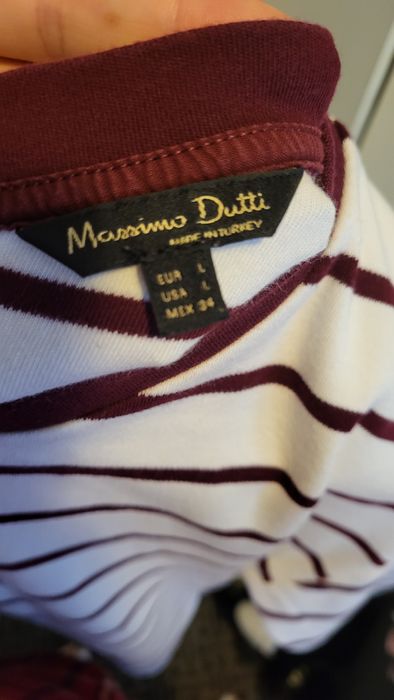 Massimo Dutti
MADE IN TURKEY
EUR L
USA L
MEX 34